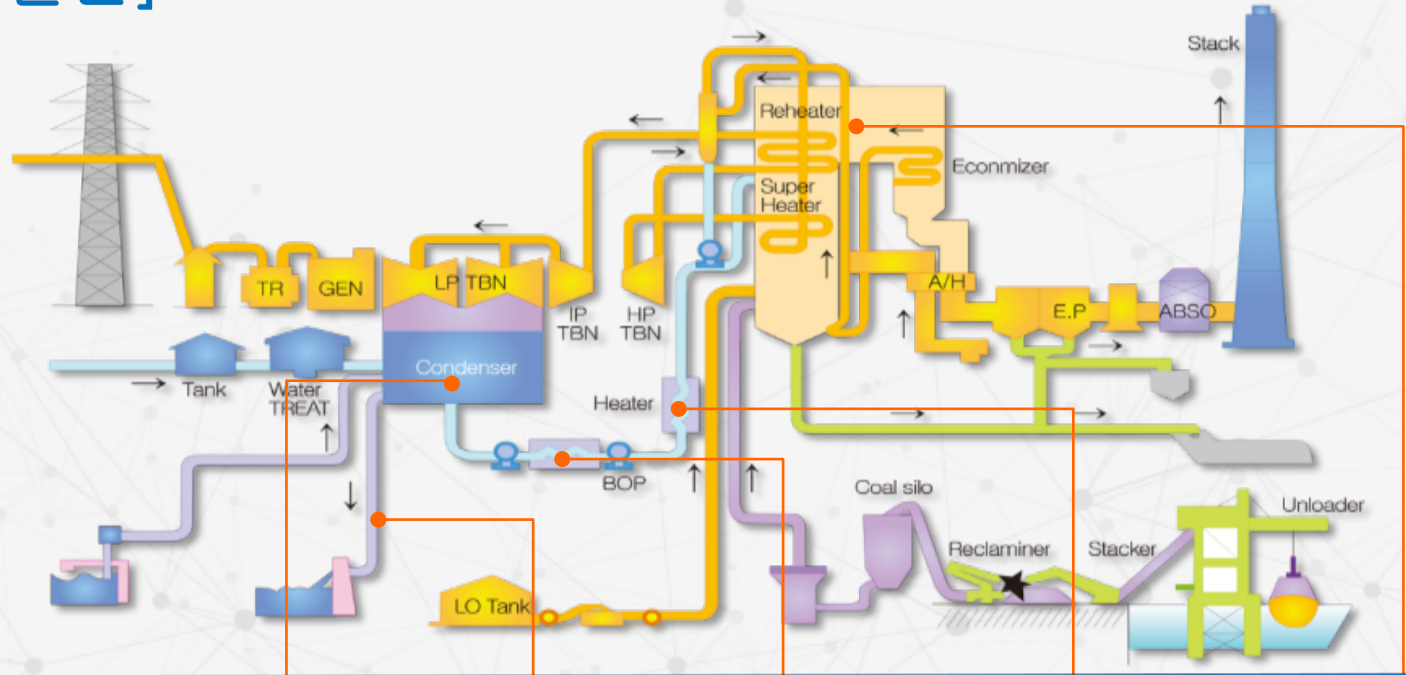 Stack
Reheater
Econmizer
Super
Heater
TR
GEN
LP TBN
IP
TBN
HP
TBN
A/H
E.P
ABSO
Condenser
Tank
Water
TREAT
Heater
BOP
Coal silo
Reclaminer
Stacker
Unloader
LO Tank